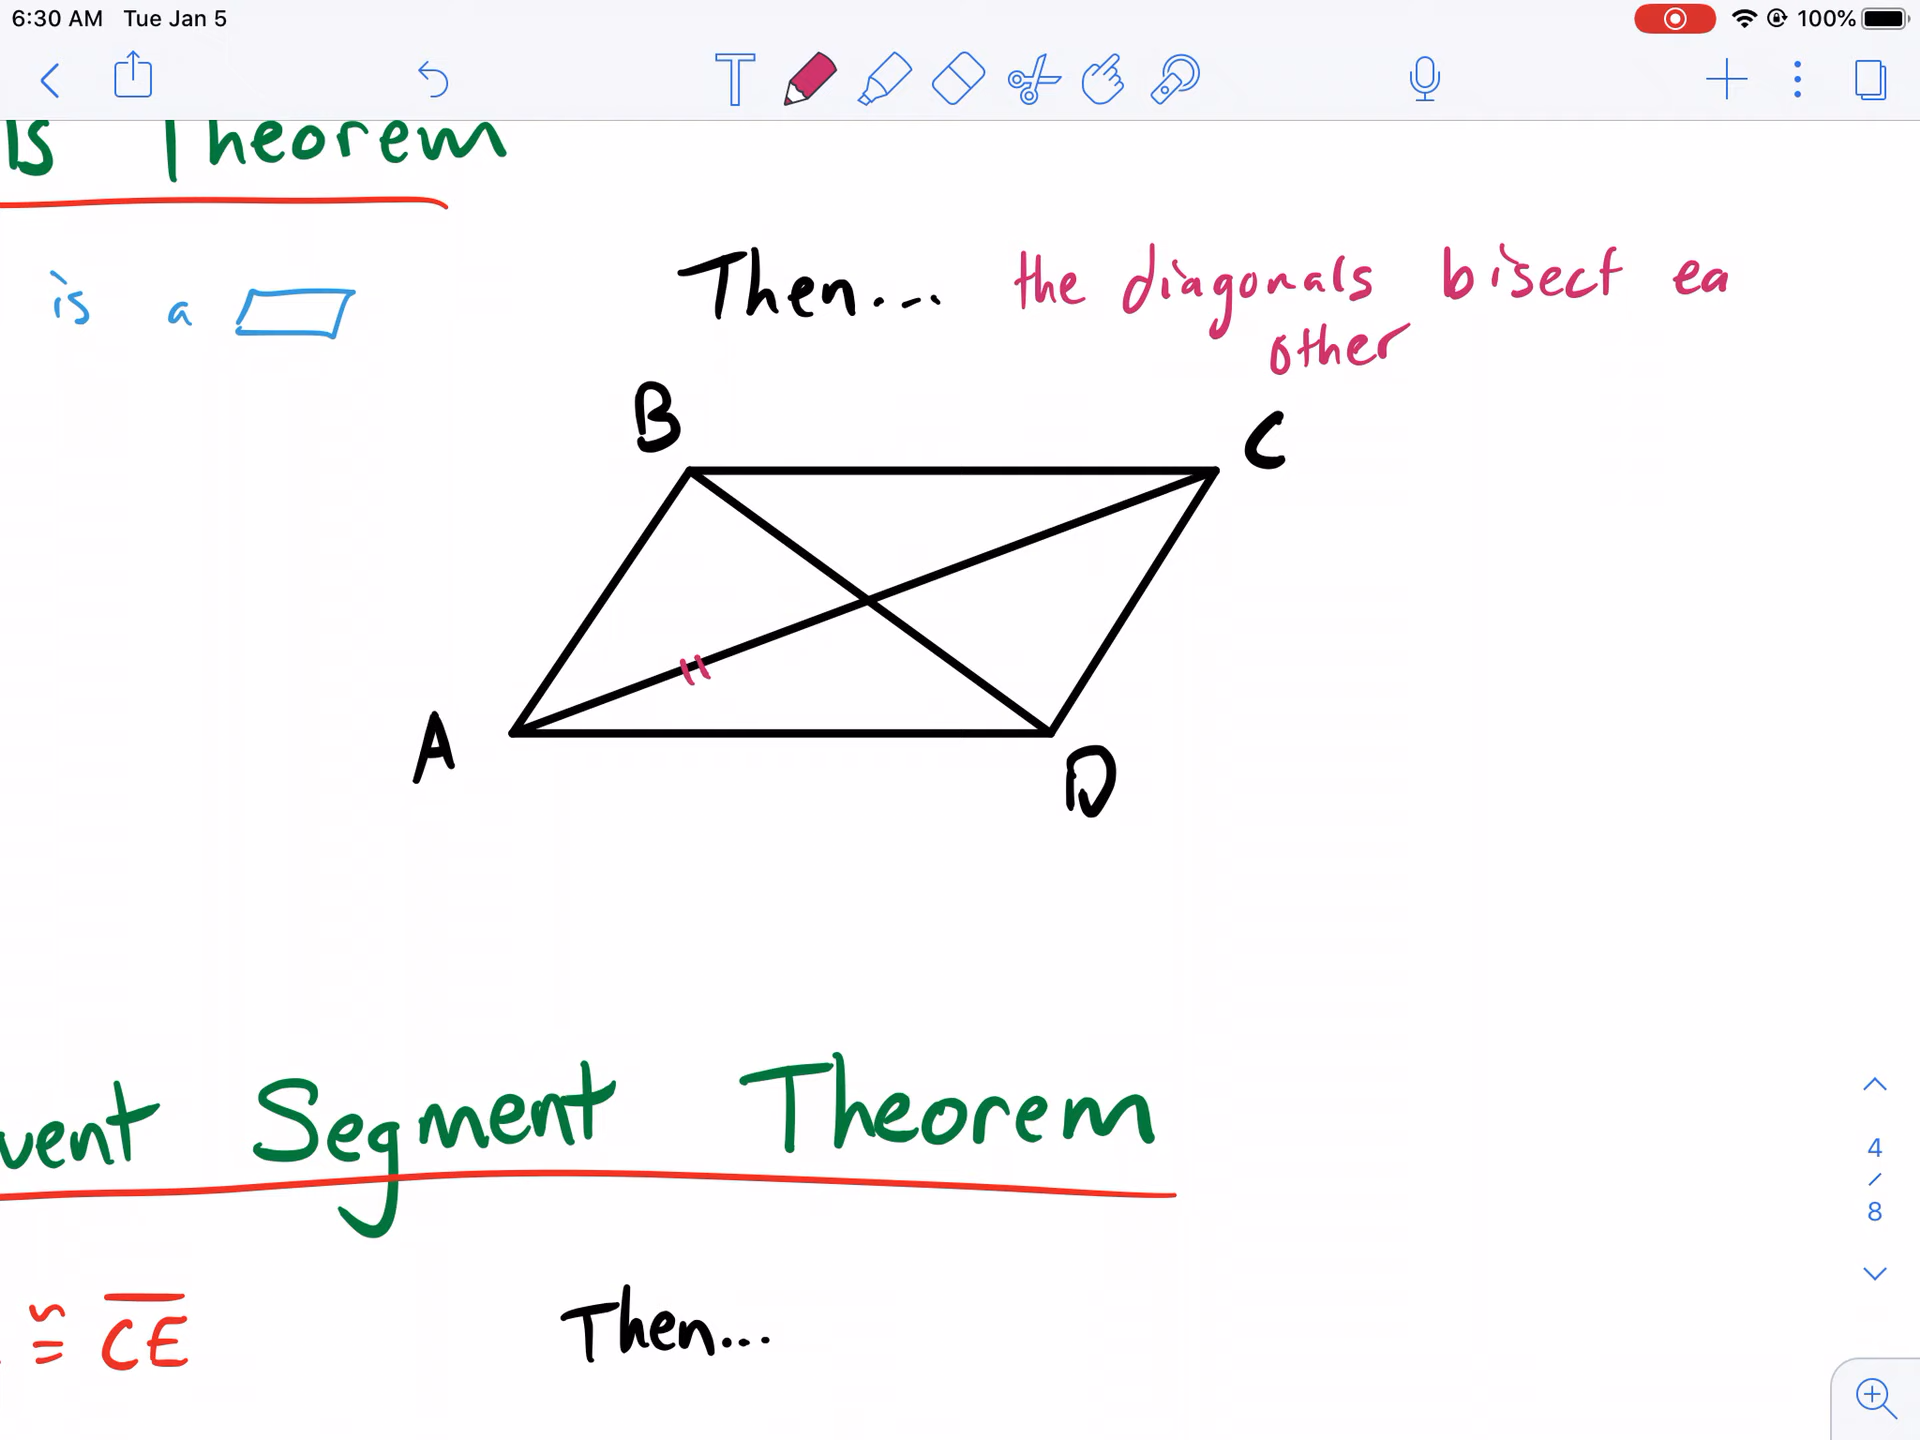 6:30 AM Tue Jan 5 100%
ls Theorem
is a
Then... the diagonals bisect ea
other
B
C
A
D
Segment Theorem
4
/
8
≅ CE
Then...